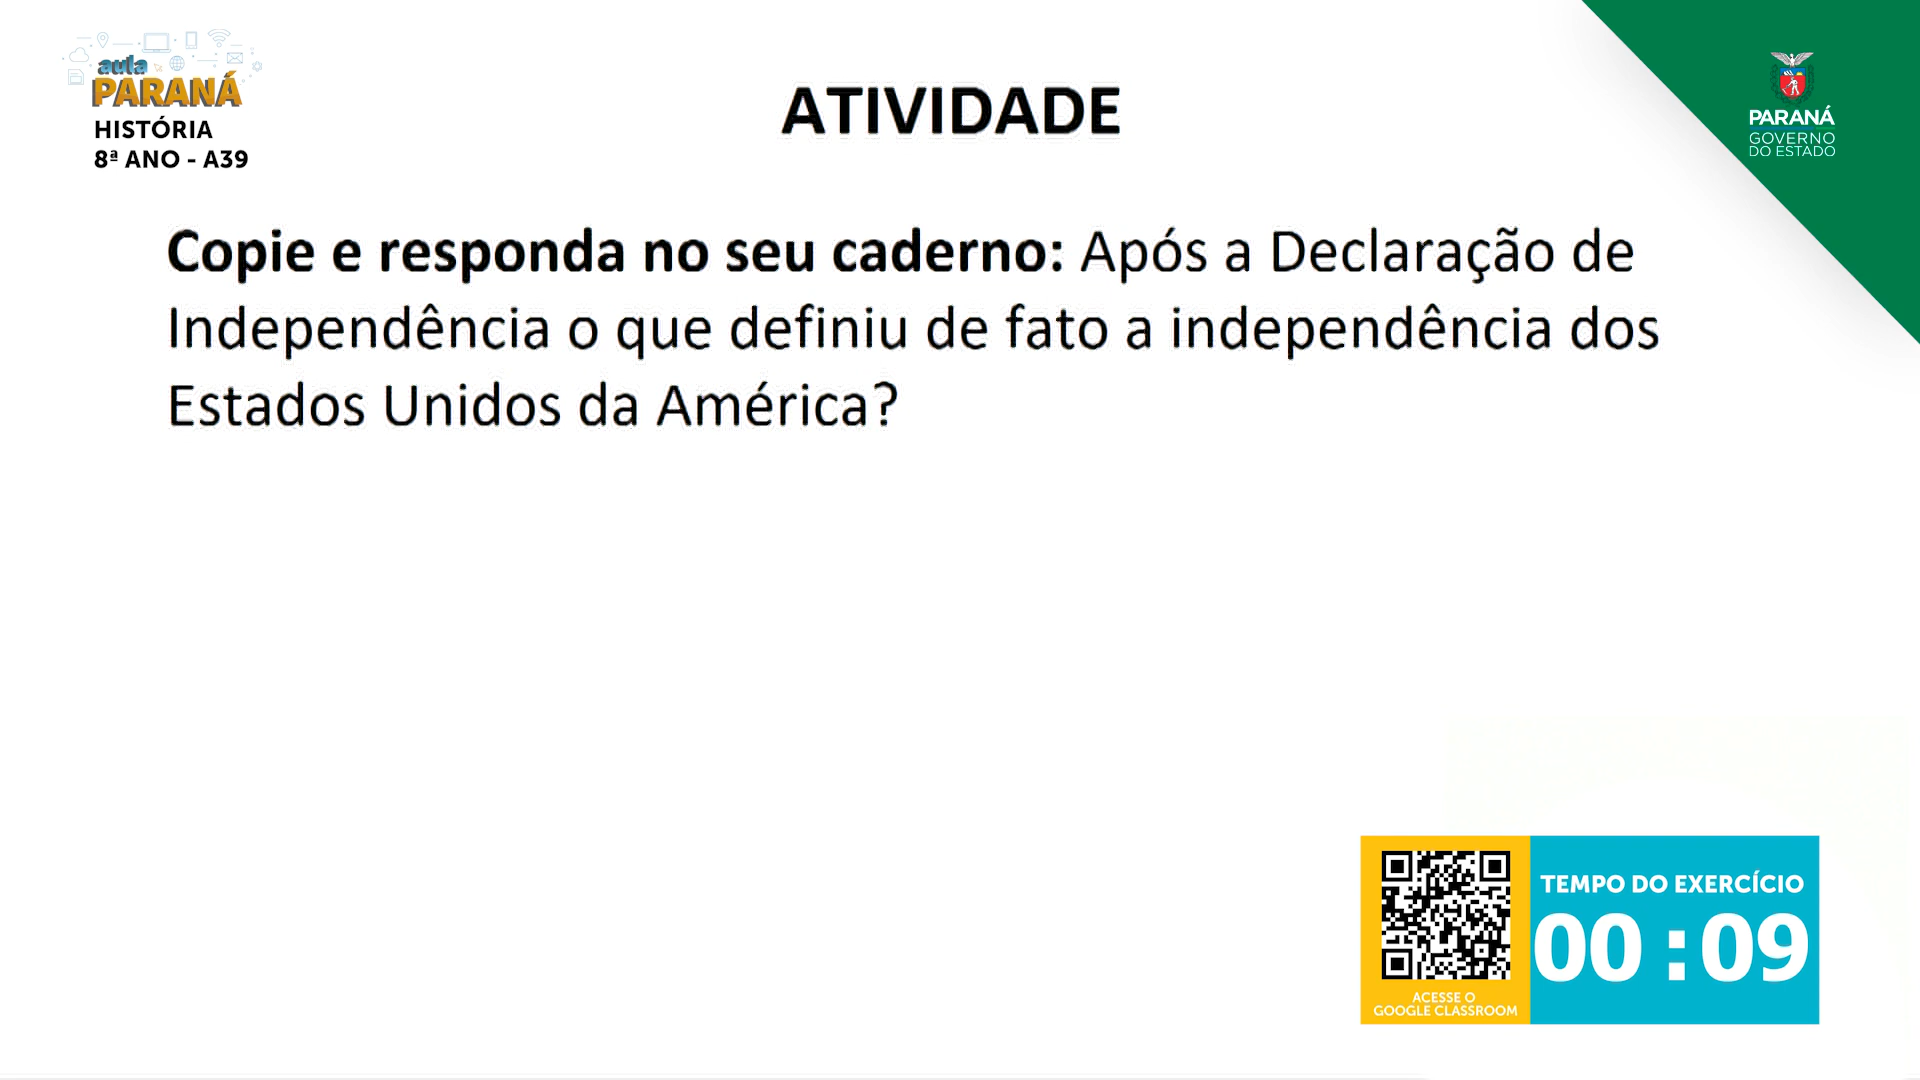 aula
PARANÁ
HISTÓRIA
8ª ANO - A39
ATIVIDADE
PARANÁ
GOVERNO
DO ESTADO
Copie e responda no seu caderno: Após a Declaração de
Independência o que definiu de fato a independência dos
Estados Unidos da América?
TEMPO DO EXERCÍCIO
00 : 09
ACESSE O
GOOGLE CLASSROOM